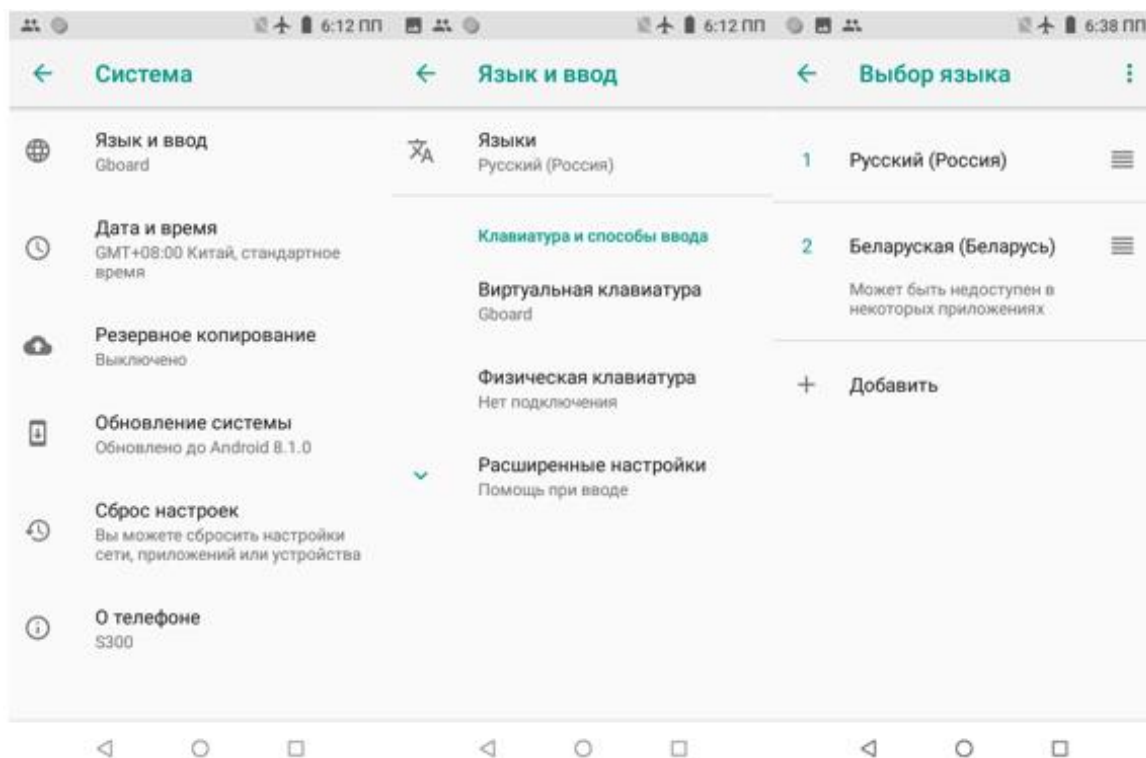 6:12 ПП
Система
Язык и ввод
Gboard
Дата и время
GMT+08:00 Китай, стандартное
время
Резервное копирование
Выключено
Обновление системы
Обновлено до Android 8.1.0
Сброс настроек
Вы можете сбросить настройки
сети, приложений или устройства
О телефоне
S300
6:12 ПП
Язык и ввод
Языки
Русский (Россия)
Клавиатура и способы ввода
Виртуальная клавиатура
Gboard
Физическая клавиатура
Нет подключения
Расширенные настройки
Помощь при вводе
6:38 ПП
Выбор языка
1 Русский (Россия)
2 Беларуская (Беларусь)
Может быть недоступен в
некоторых приложениях
Добавить